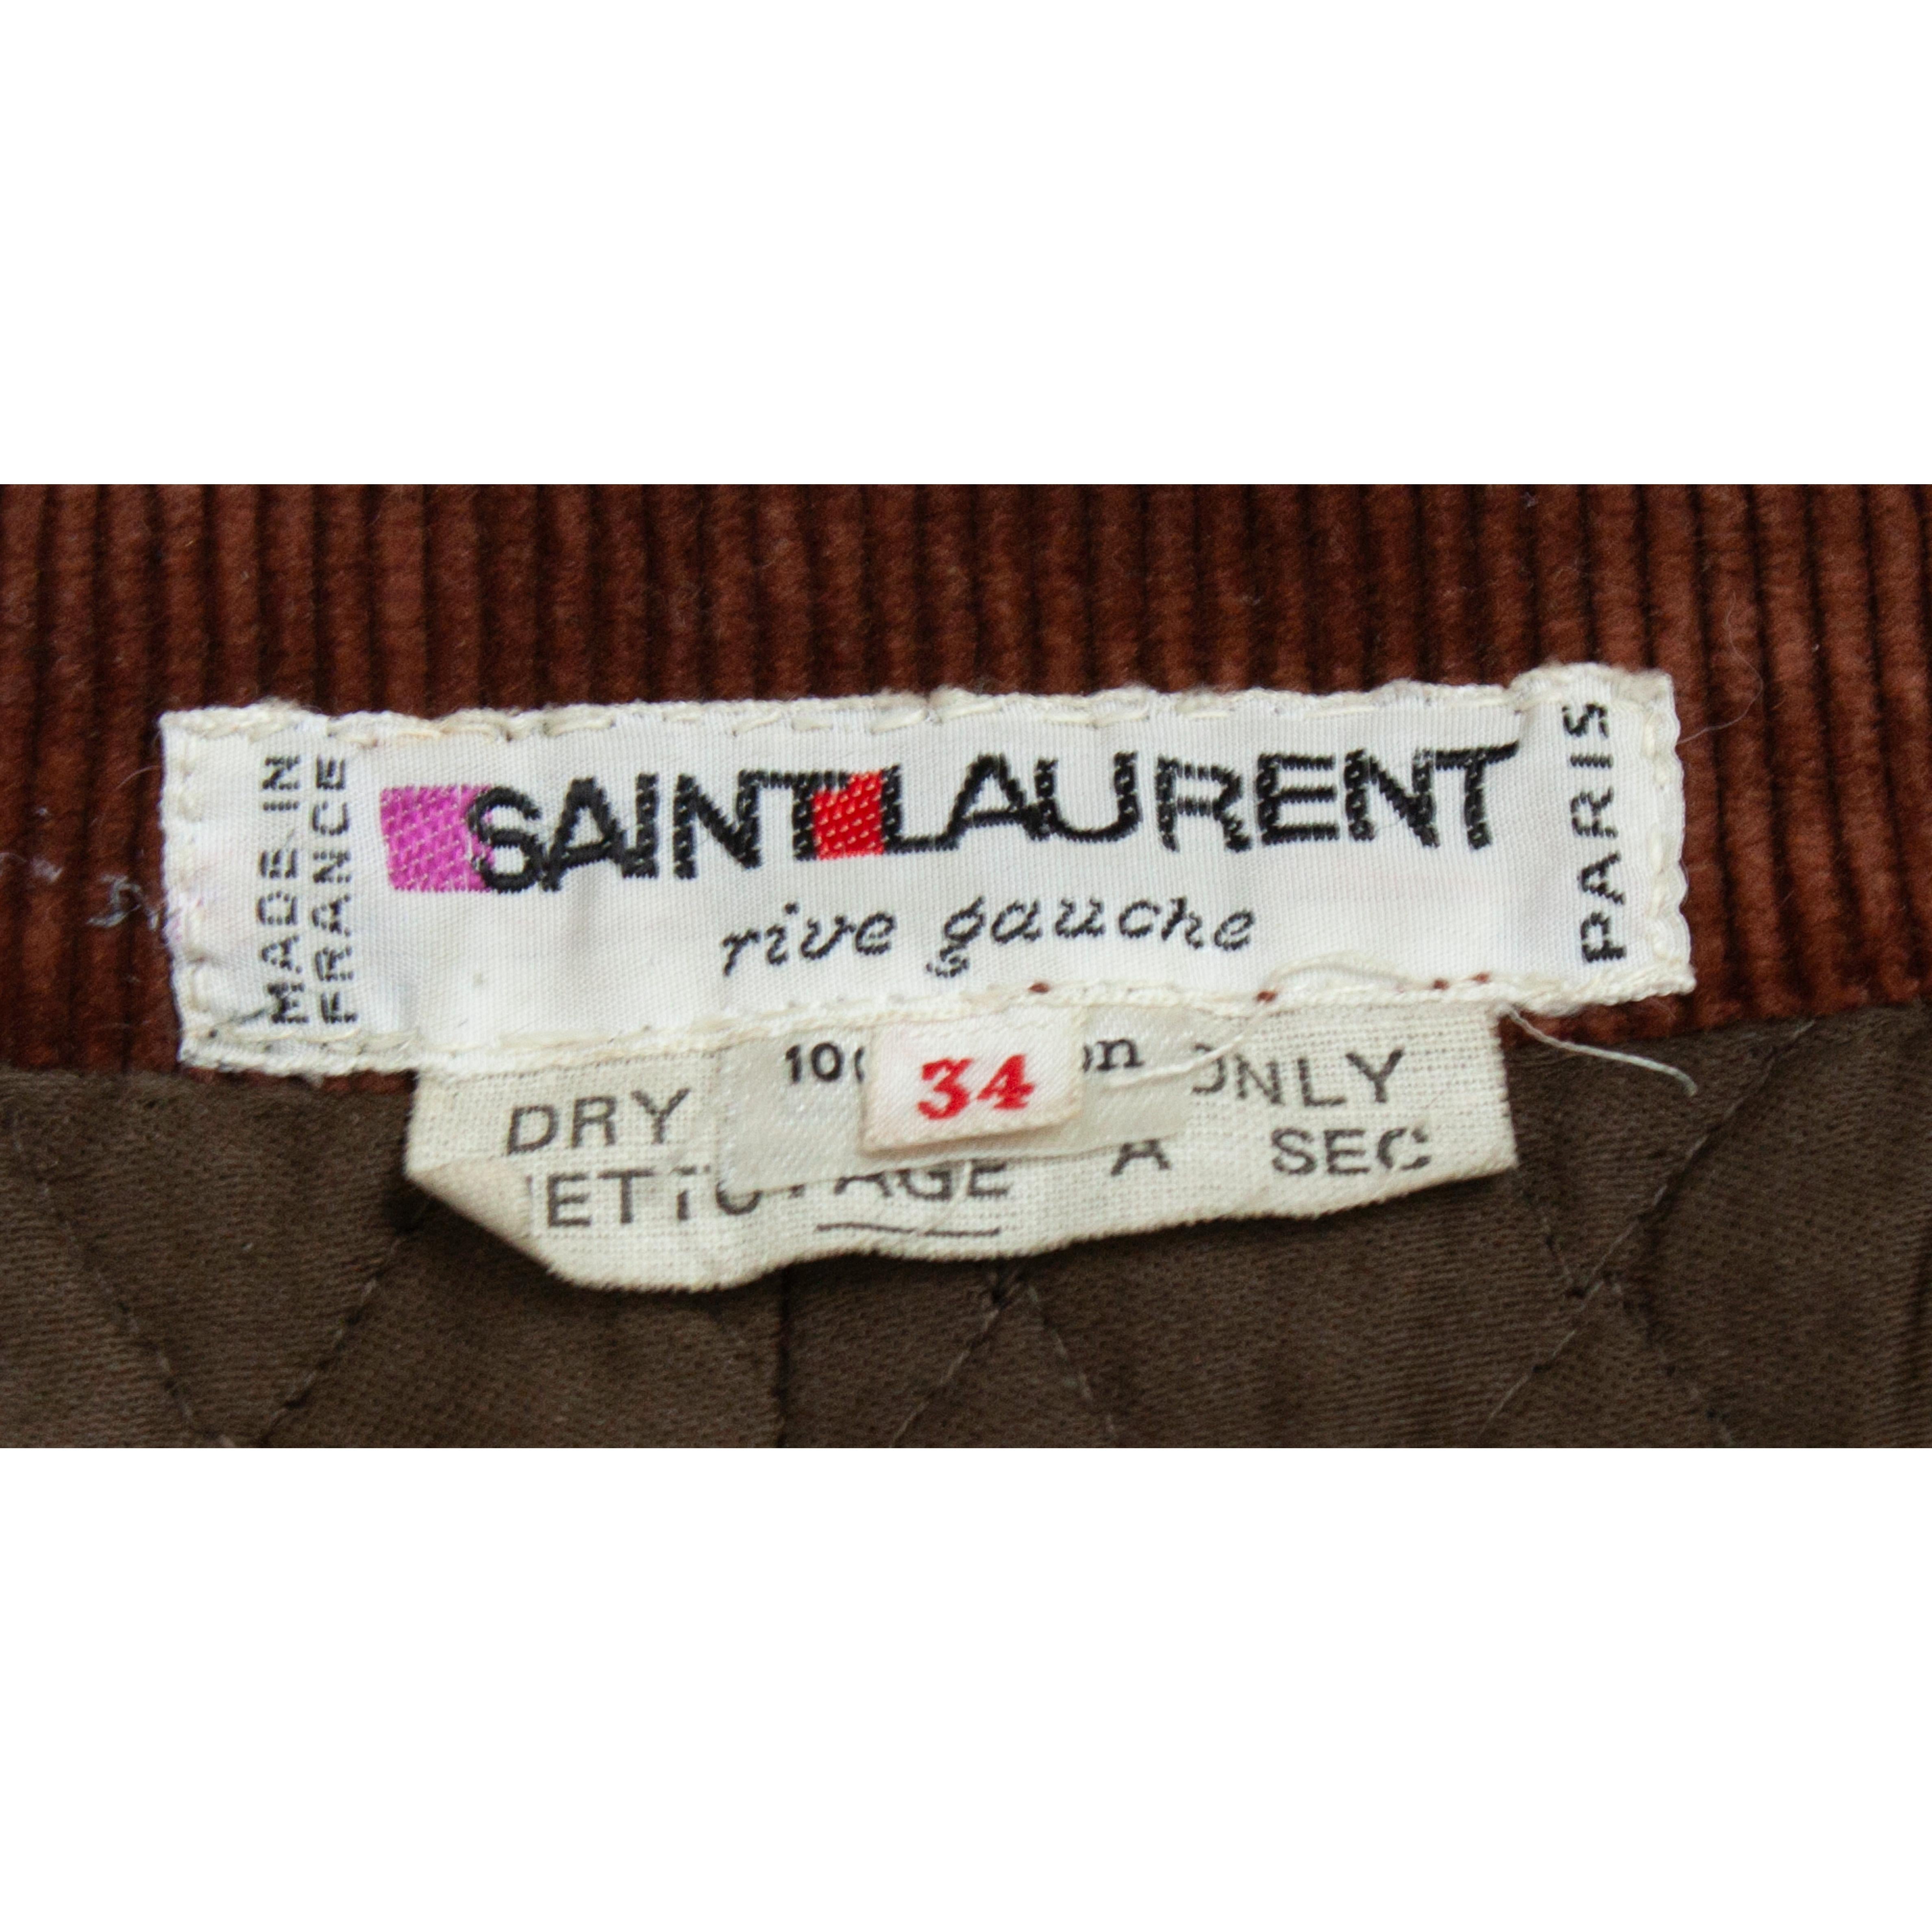 MADE IN
FRANCE
SAINT LAURENT
rive gauche
PARIS
34
DRY ONLY
A SEC